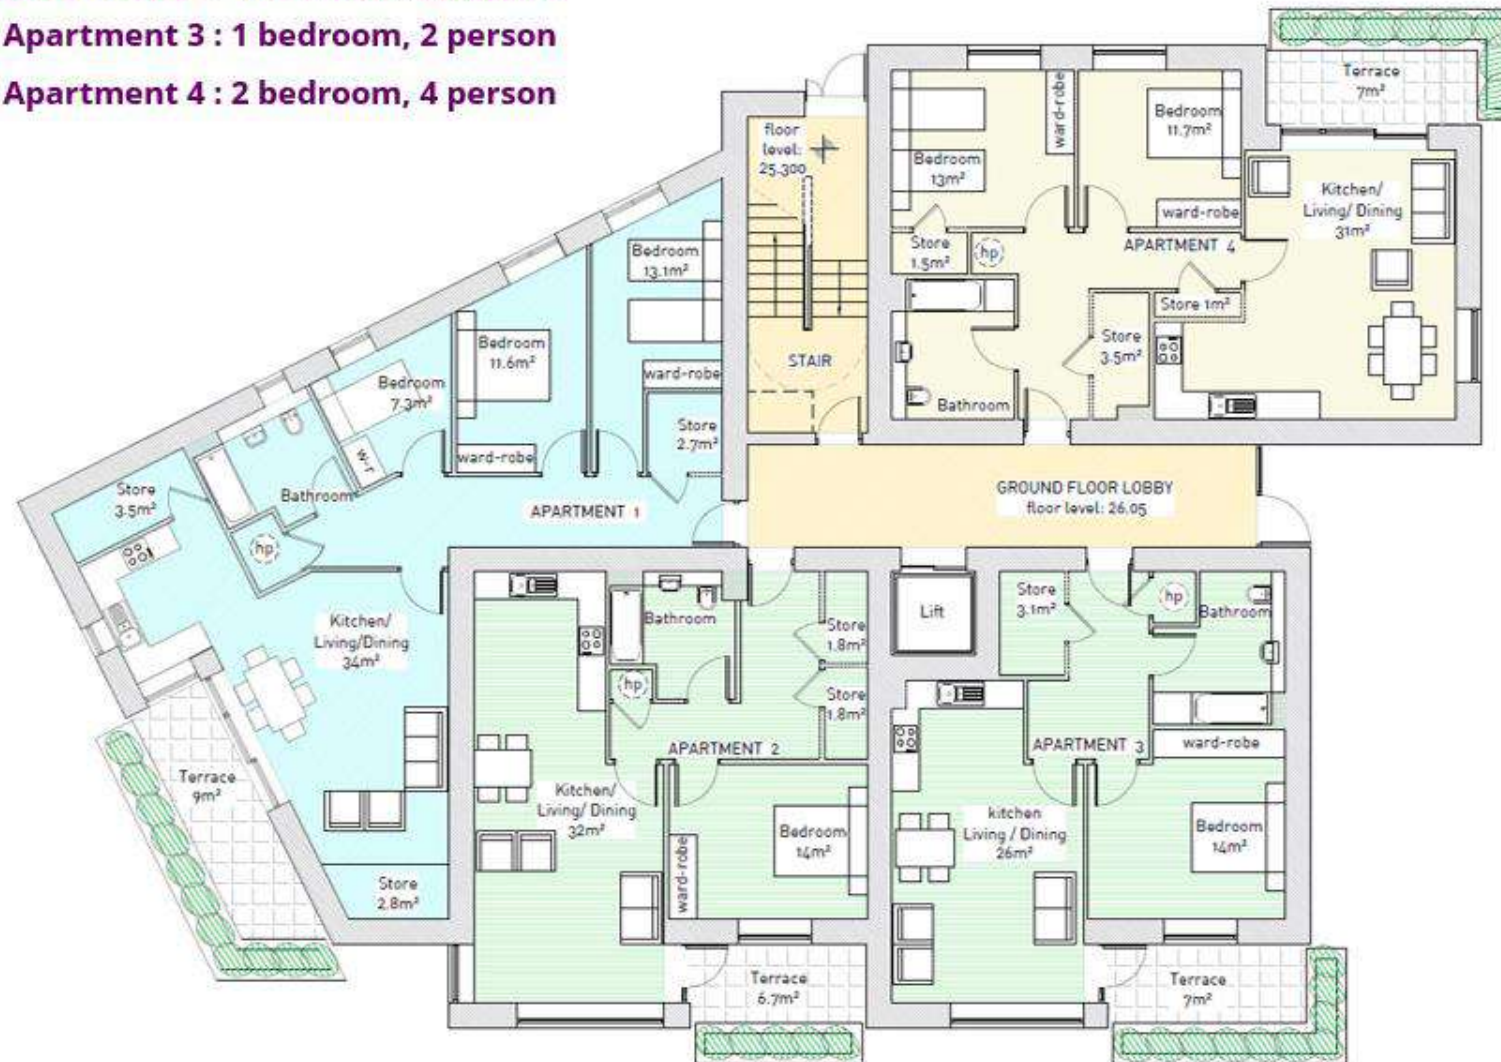 Apartment 3 : 1 bedroom, 2 person
Apartment 4 : 2 bedroom, 4 person
floor
level:
25.300
STAIR
Bedroom
13m²
ward-robe
Bedroom
11.7m²
ward-robe
Terrace
7m²
Kitchen/
Living/ Dining
31m²
Store
1.5m²
hp
APARTMENT 4
Store 1m²
Store
3.5m²
Bathroom
Bedroom
13.1m²
ward-robe
Store
2.7m²
Bedroom
11.6m²
ward-robe
Bedroom
7.3m²
w-r
Bathroom
Store
3.5m²
hp
APARTMENT 1
Kitchen/
Living/Dining
34m²
Terrace
9m²
Store
2.8m²
GROUND FLOOR LOBBY
floor level: 26.05
Bathroom
hp
Store
1.8m²
Store
1.8m²
APARTMENT 2
Kitchen/
Living/ Dining
32m²
ward-robe
Bedroom
14m²
Terrace
6.7m²
Lift
Store
3.1m²
hp
Bathroom
APARTMENT 3
ward-robe
kitchen
Living / Dining
26m²
Bedroom
14m²
Terrace
7m²